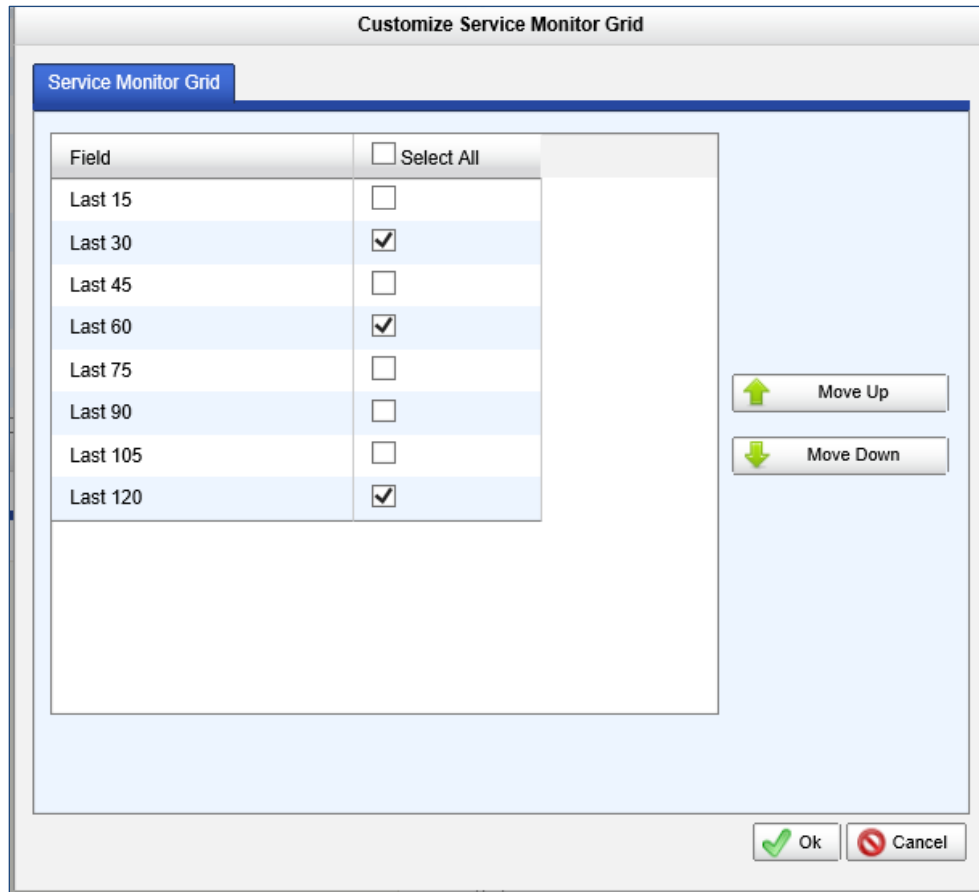 Customize Service Monitor Grid
Service Monitor Grid
Field Select All
Last 15
Last 30
Last 45
Last 60
Last 75
Last 90
Last 105
Last 120
Move Up
Move Down
Ok Cancel